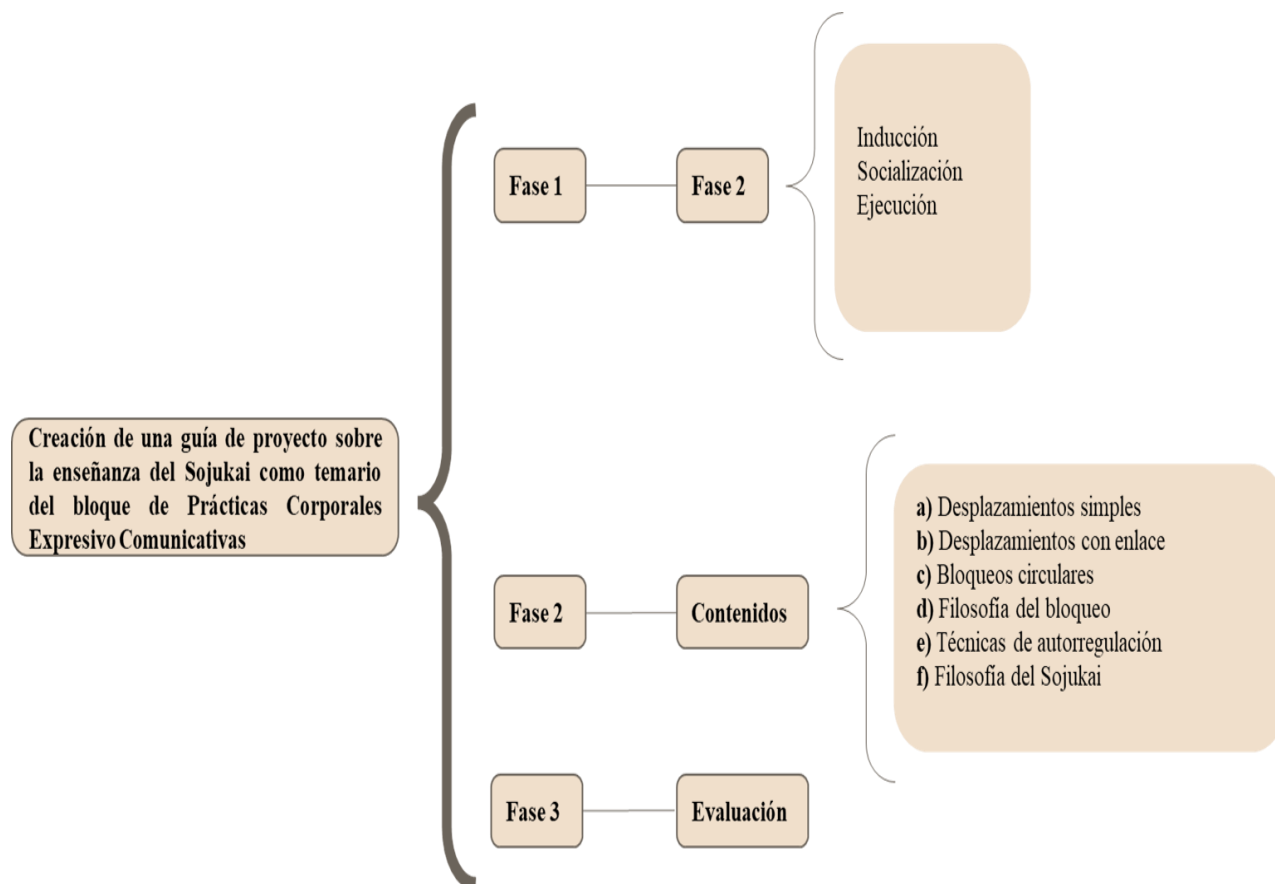 Creación de una guía de proyecto sobre
la enseñanza del Sojukai como temario
del bloque de Prácticas Corporales
Expresivo Comunicativas
Fase 1
Fase 2
Inducción
Socialización
Ejecución
Fase 2
Contenidos
a) Desplazamientos simples
b) Desplazamientos con enlace
c) Bloqueos circulares
d) Filosofía del bloqueo
e) Técnicas de autorregulación
f) Filosofía del Sojukai
Fase 3
Evaluación